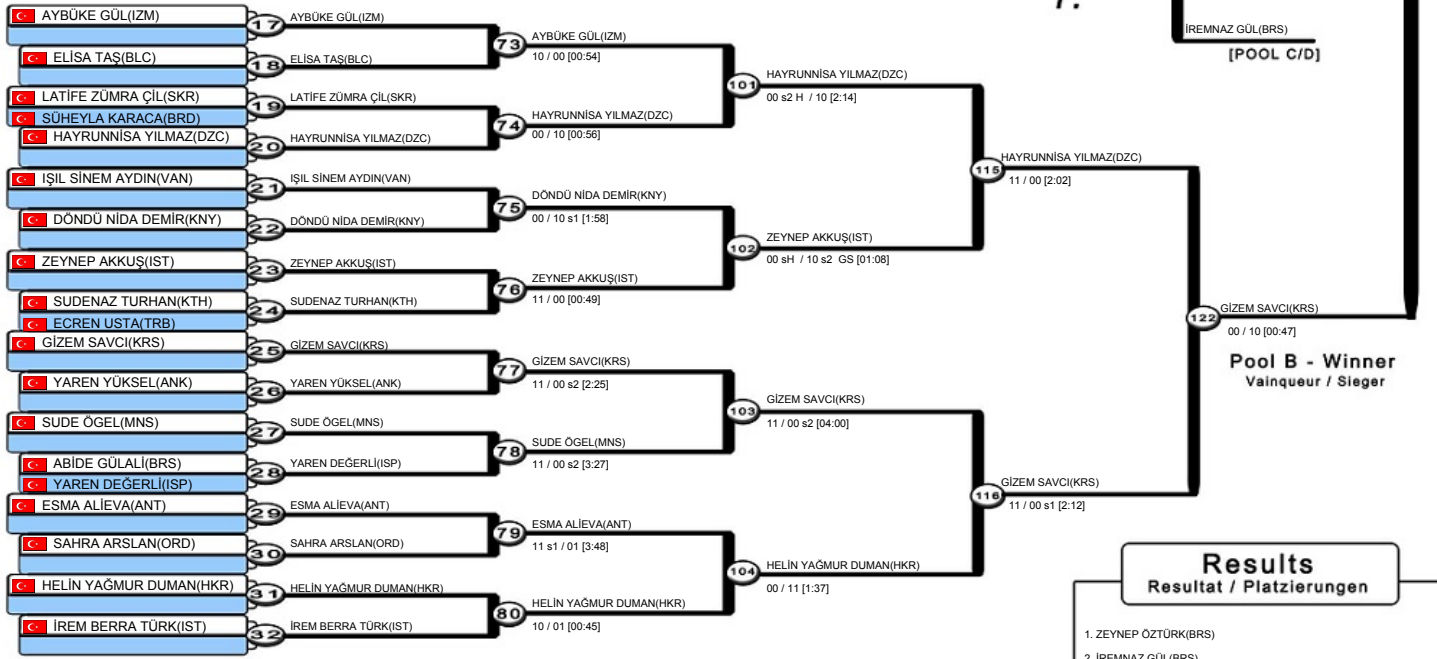 AYBÜKE GÜL(IZM)
ELİSA TAŞ(BLC)
LATİFE ZÜMRA ÇİL(SKR)
SÜHEYLA KARACA(BRD)
HAYRUNNİSA YILMAZ(DZC)
IŞIL SİNEM AYDIN(VAN)
DÖNDÜ NİDA DEMİR(KNY)
ZEYNEP AKKUŞ(IST)
SUDENAZ TURHAN(KTH)
ECREN USTA(TRB)
GİZEM SAVCI(KRS)
YAREN YÜKSEL(ANK)
SUDE ÖGEL(MNS)
ABİDE GÜLALİ(BRS)
YAREN DEĞERLİ(ISP)
ESMA ALİEVA(ANT)
SAHRA ARSLAN(ORD)
HELİN YAĞMUR DUMAN(HKR)
İREM BERRA TÜRK(IST)
17 AYBÜKE GÜL(IZM)
18 ELİSA TAŞ(BLC)
19 LATİFE ZÜMRA ÇİL(SKR)
20 HAYRUNNİSA YILMAZ(DZC)
21 IŞIL SİNEM AYDIN(VAN)
22 DÖNDÜ NİDA DEMİR(KNY)
23 ZEYNEP AKKUŞ(IST)
24 SUDENAZ TURHAN(KTH)
25 GİZEM SAVCI(KRS)
26 YAREN YÜKSEL(ANK)
27 SUDE ÖGEL(MNS)
28 YAREN DEĞERLİ(ISP)
29 ESMA ALİEVA(ANT)
30 SAHRA ARSLAN(ORD)
31 HELİN YAĞMUR DUMAN(HKR)
32 İREM BERRA TÜRK(IST)
73 AYBÜKE GÜL(IZM)
10 / 00 [00:54]
74 HAYRUNNİSA YILMAZ(DZC)
00 / 10 [00:56]
75 DÖNDÜ NİDA DEMİR(KNY)
00 / 10 s1 [1:58]
76 ZEYNEP AKKUŞ(IST)
11 / 00 [00:49]
77 GİZEM SAVCI(KRS)
11 / 00 s2 [2:25]
78 SUDE ÖGEL(MNS)
11 / 00 s2 [3:27]
79 ESMA ALİEVA(ANT)
11 s1 / 01 [3:48]
80 HELİN YAĞMUR DUMAN(HKR)
10 / 01 [00:45]
101 HAYRUNNİSA YILMAZ(DZC)
00 s2 H / 10 [2:14]
102 ZEYNEP AKKUŞ(IST)
00 sH / 10 s2 GS [01:08]
103 GİZEM SAVCI(KRS)
11 / 00 s2 [04:00]
104 HELİN YAĞMUR DUMAN(HKR)
00 / 11 [1:37]
115 HAYRUNNİSA YILMAZ(DZC)
11 / 00 [2:02]
116 GİZEM SAVCI(KRS)
11 / 00 s1 [2:12]
İREMNAZ GÜL(BRS)
[POOL C/D]
122 GİZEM SAVCI(KRS)
00 / 10 [00:47]
Pool B - Winner
Vainqueur / Sieger
Results
Resultat / Platzierungen
1. ZEYNEP ÖZTÜRK(BRS)
2. İREMNAZ GÜL(BRS)